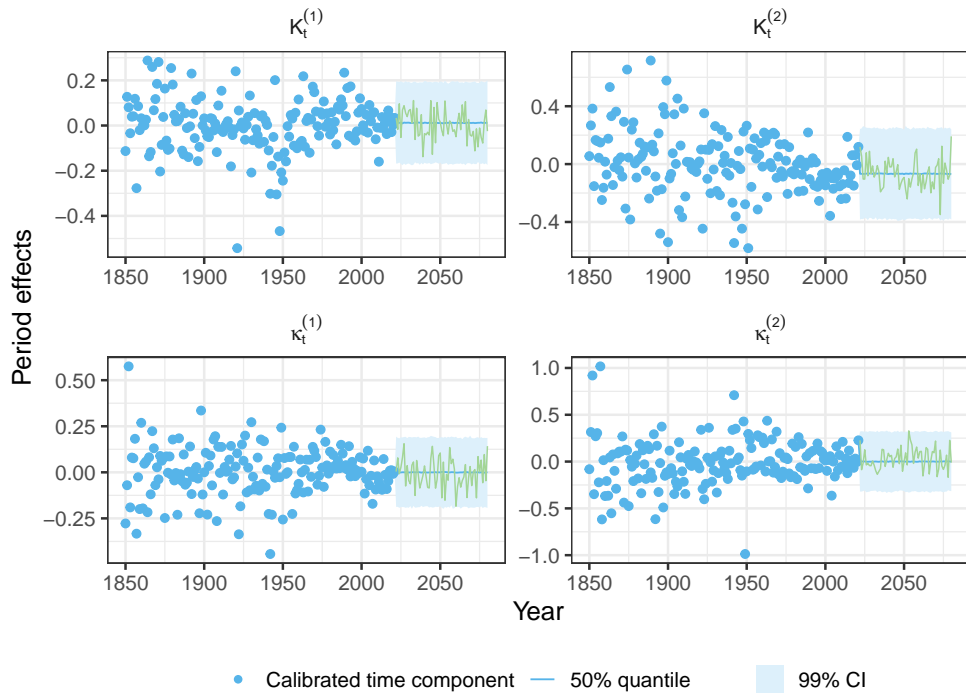 K_t^(1) K_t^(2)
0.2 0.4
0.0 0.0
−0.2 −0.4
−0.4
1850 1900 1950 2000 2050 1850 1900 1950 2000 2050
κ_t^(1) κ_t^(2)
0.50 1.0
0.25 0.5
0.00 0.0
−0.25 −0.5
−1.0
1850 1900 1950 2000 2050 1850 1900 1950 2000 2050
Period effects
Year
Calibrated time component 50% quantile 99% CI